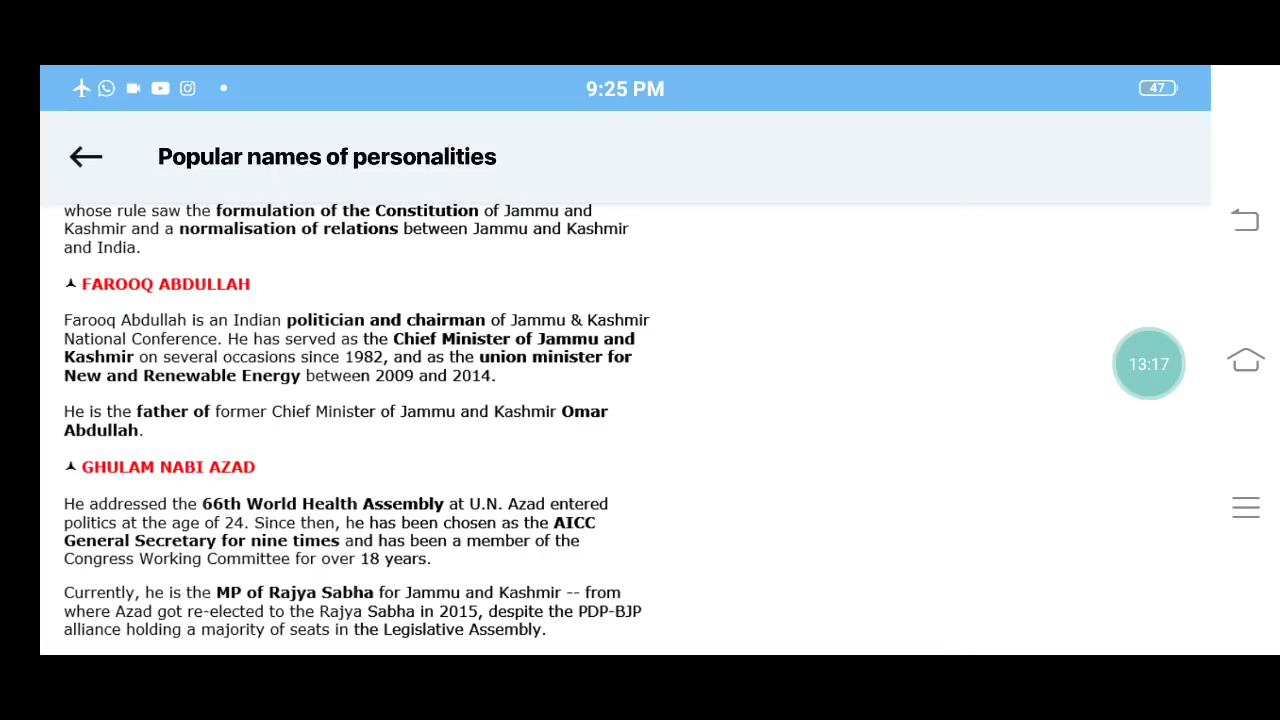 9:25 PM
47
Popular names of personalities
whose rule saw the formulation of the Constitution of Jammu and
Kashmir and a normalisation of relations between Jammu and Kashmir
and India.
FAROOQ ABDULLAH
Farooq Abdullah is an Indian politician and chairman of Jammu & Kashmir
National Conference. He has served as the Chief Minister of Jammu and
Kashmir on several occasions since 1982, and as the union minister for
New and Renewable Energy between 2009 and 2014.
He is the father of former Chief Minister of Jammu and Kashmir Omar
Abdullah.
GHULAM NABI AZAD
He addressed the 66th World Health Assembly at U.N. Azad entered
politics at the age of 24. Since then, he has been chosen as the AICC
General Secretary for nine times and has been a member of the
Congress Working Committee for over 18 years.
Currently, he is the MP of Rajya Sabha for Jammu and Kashmir -- from
where Azad got re-elected to the Rajya Sabha in 2015, despite the PDP-BJP
alliance holding a majority of seats in the Legislative Assembly.
13:17